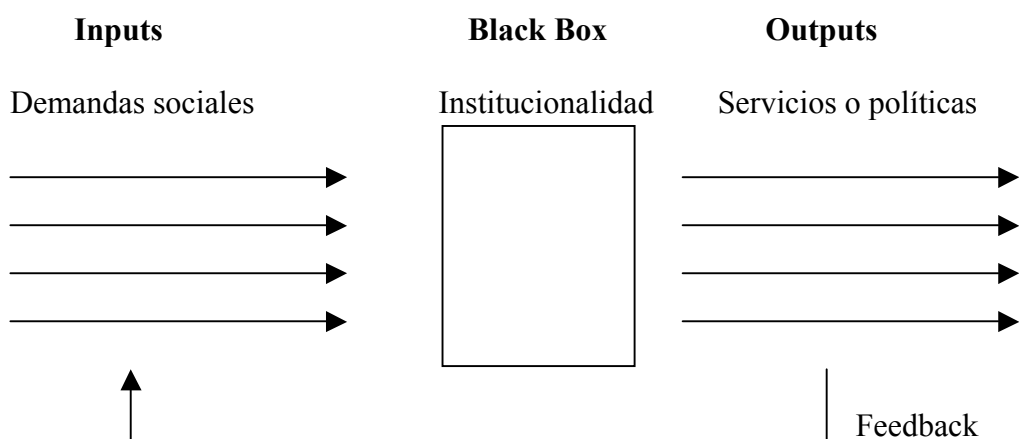 Inputs Black Box Outputs
Demandas sociales Institucionalidad Servicios o políticas
Feedback